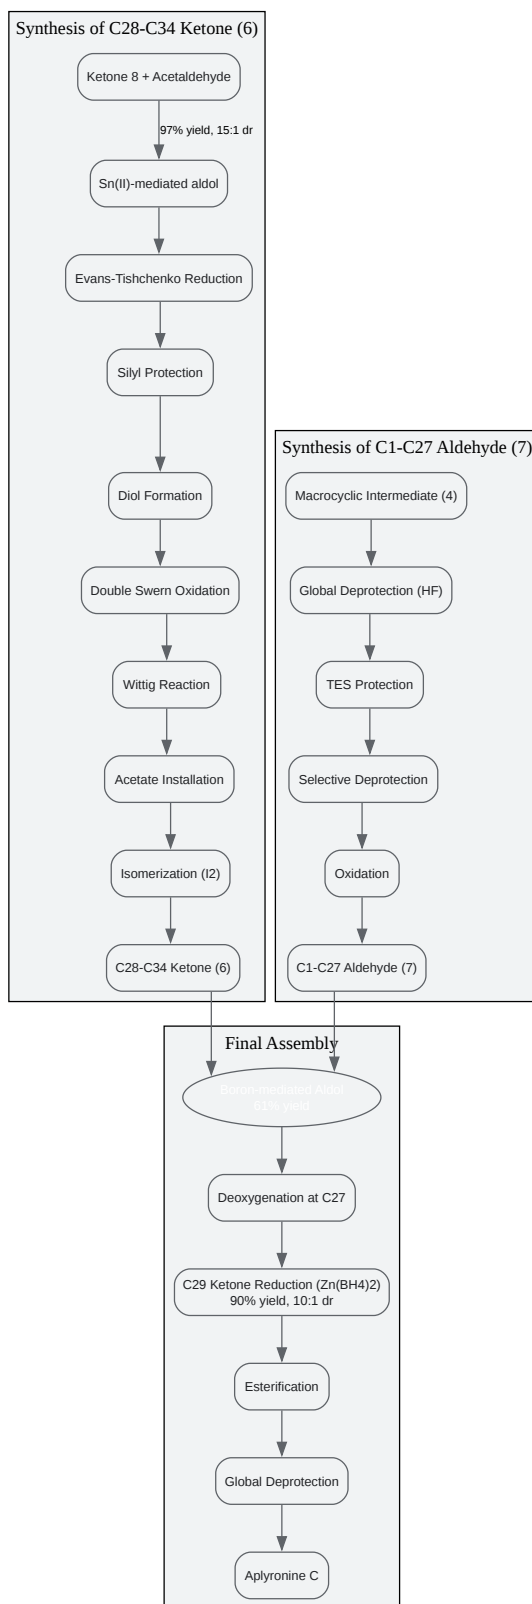 Synthesis of C28-C34 Ketone (6)
Ketone 8 + Acetaldehyde
97% yield, 15:1 dr
Sn(II)-mediated aldol
Evans-Tishchenko Reduction
Silyl Protection
Diol Formation
Double Swern Oxidation
Wittig Reaction
Acetate Installation
Isomerization (I2)
C28-C34 Ketone (6)
Synthesis of C1-C27 Aldehyde (7)
Macrocyclic Intermediate (4)
Global Deprotection (HF)
TES Protection
Selective Deprotection
Oxidation
C1-C27 Aldehyde (7)
Final Assembly
Boron-mediated Aldol
61% yield
Deoxygenation at C27
C29 Ketone Reduction (Zn(BH4)2)
90% yield, 10:1 dr
Esterification
Global Deprotection
Aplyronine C